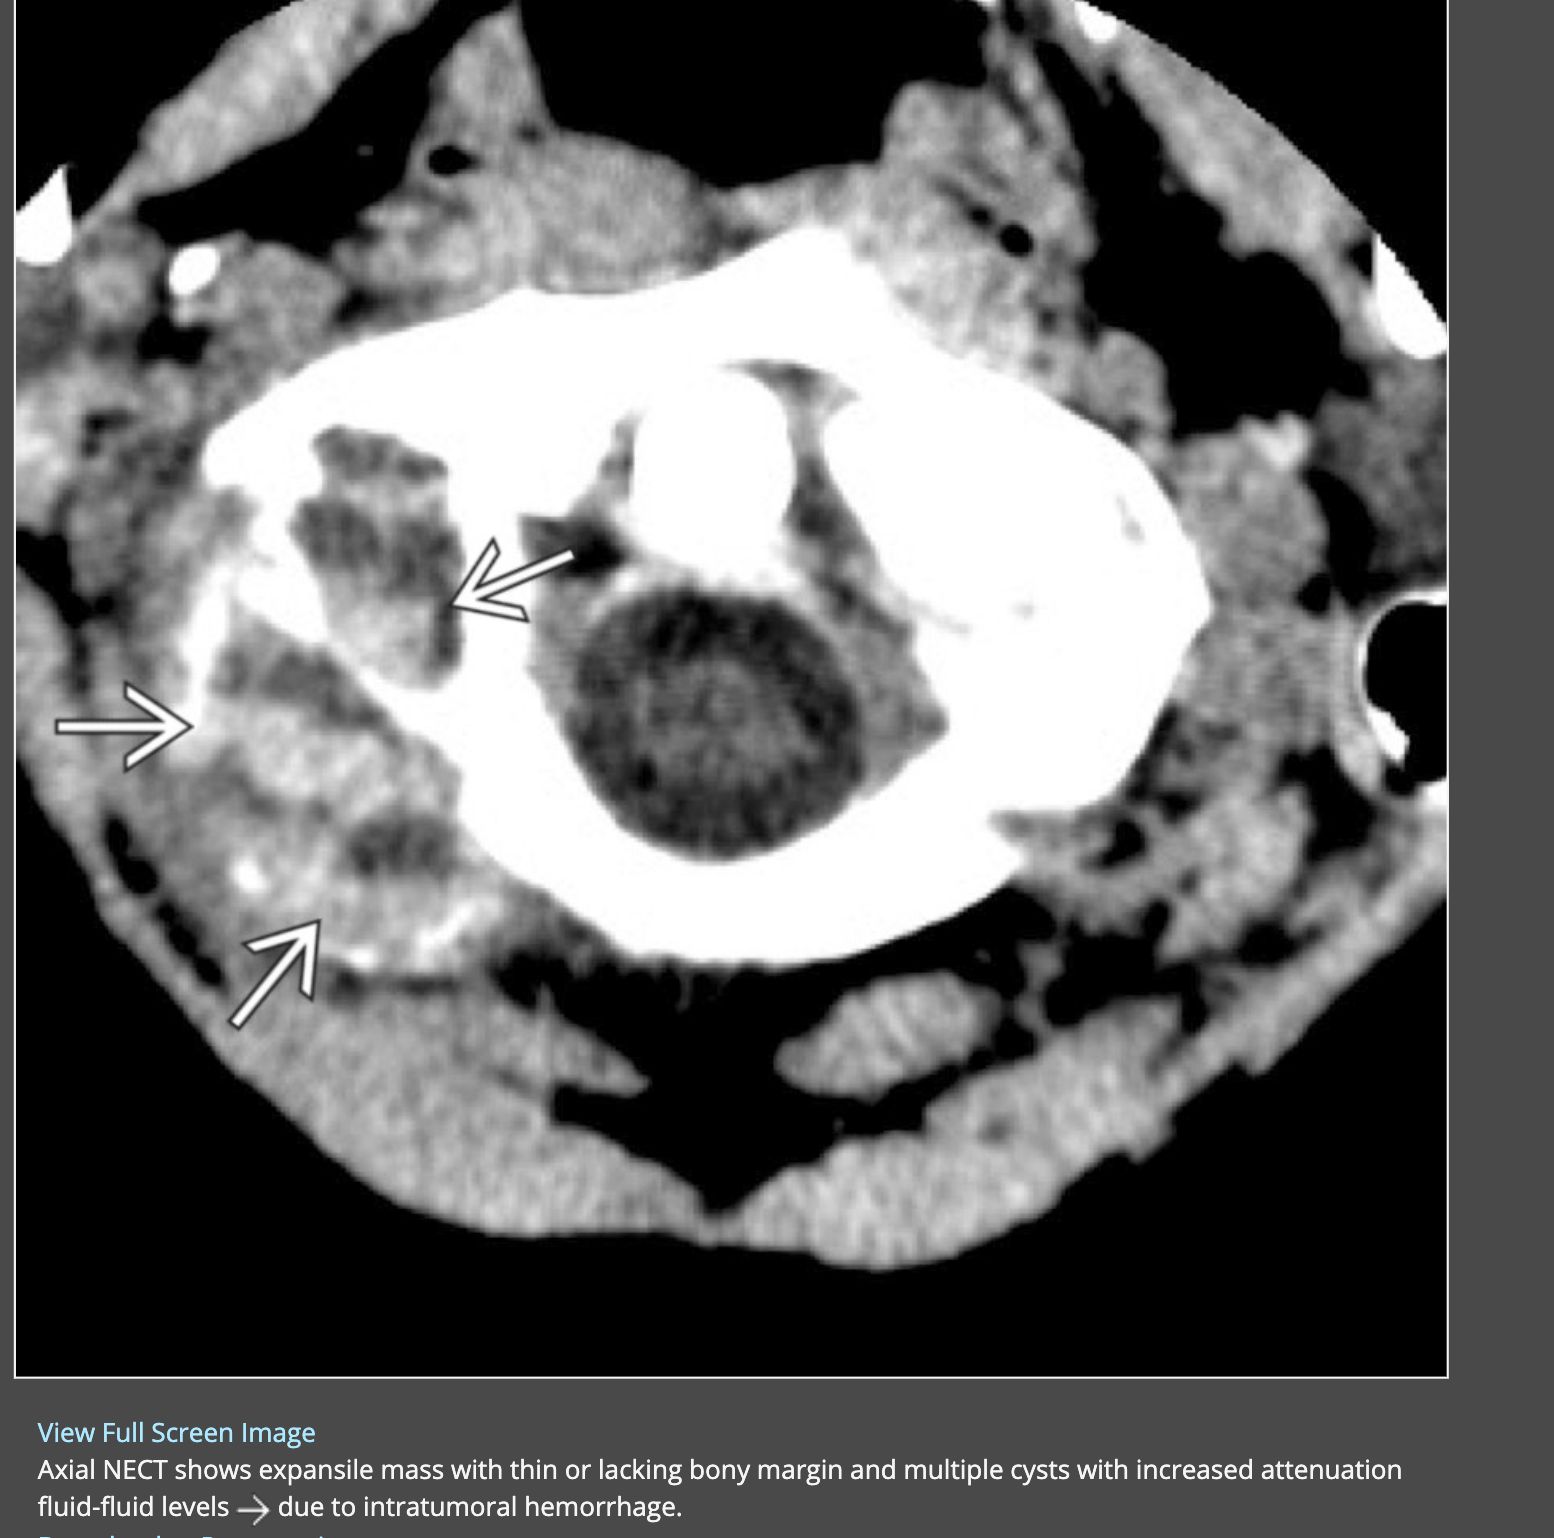 View Full Screen Image
Axial NECT shows expansile mass with thin or lacking bony margin and multiple cysts with increased attenuation
fluid-fluid levels → due to intratumoral hemorrhage.